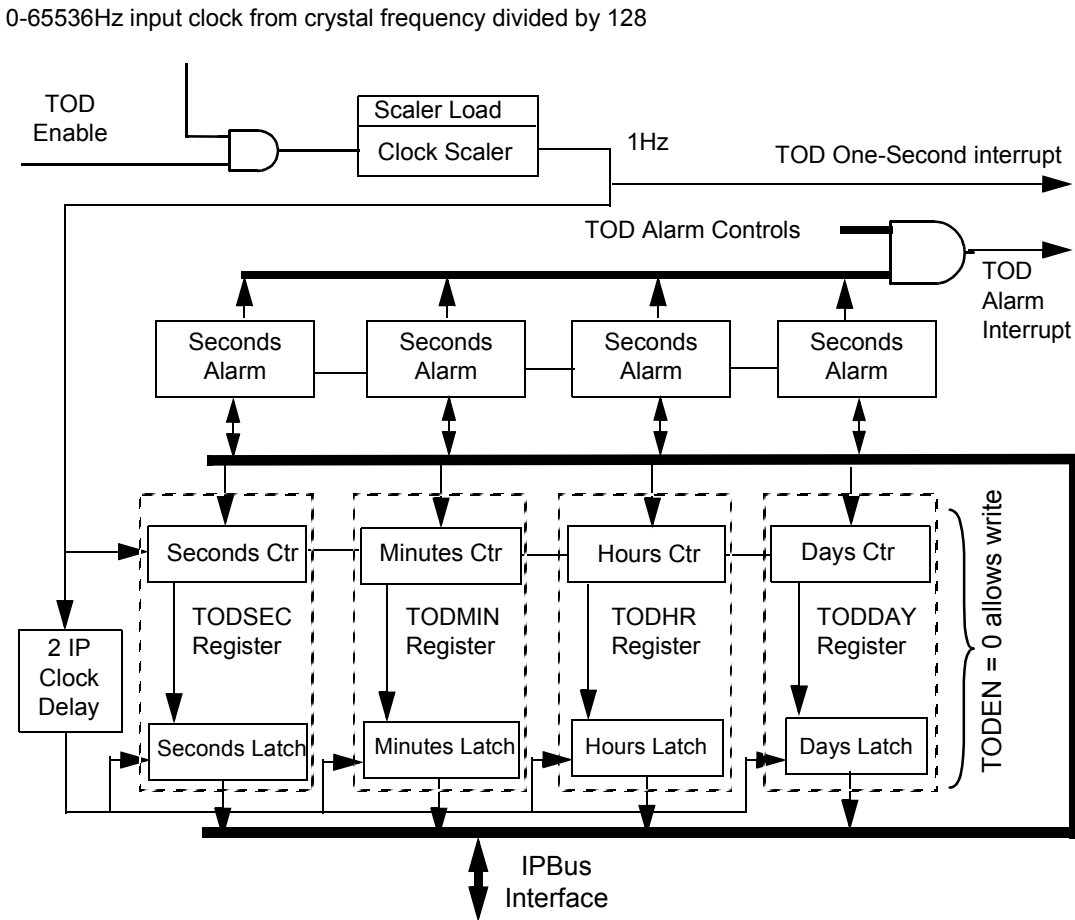 0-65536Hz input clock from crystal frequency divided by 128
TOD
Enable
Scaler Load
Clock Scaler
1Hz
TOD One-Second interrupt
TOD Alarm Controls
TOD
Alarm
Interrupt
Seconds
Alarm
Seconds
Alarm
Seconds
Alarm
Seconds
Alarm
Seconds Ctr
Minutes Ctr
Hours Ctr
Days Ctr
TODSEC
Register
TODMIN
Register
TODHR
Register
TODDAY
Register
TODEN = 0 allows write
2 IP
Clock
Delay
Seconds Latch
Minutes Latch
Hours Latch
Days Latch
IPBus
Interface